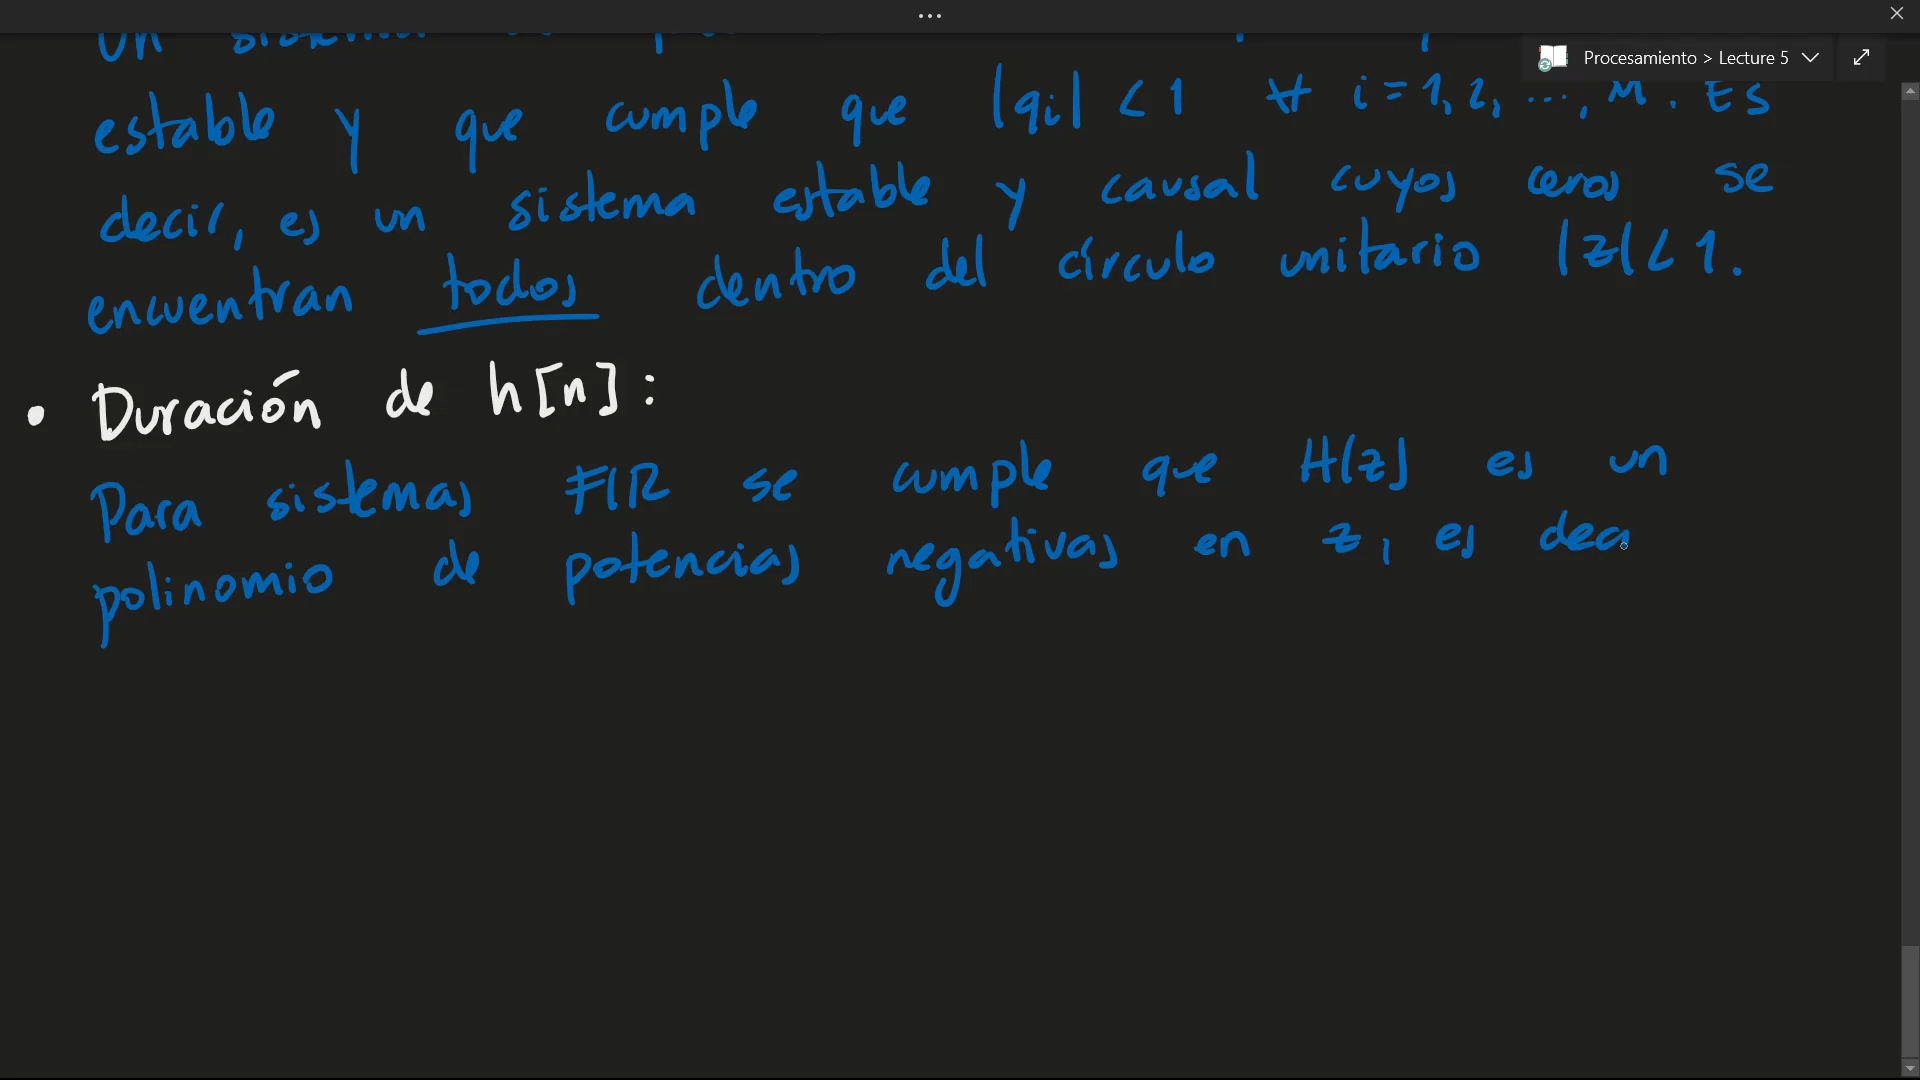 Procesamiento > Lecture 5
Un sistema
estable y que cumple que |qi| < 1 ∀ i = 1, 2, ..., M. Es
decir, es un sistema estable y causal cuyos ceros se
encuentran todos dentro del círculo unitario |z| < 1.
• Duración de h[n]:
Para sistemas FIR se cumple que H(z) es un
polinomio de potencias negativas en z, es deci